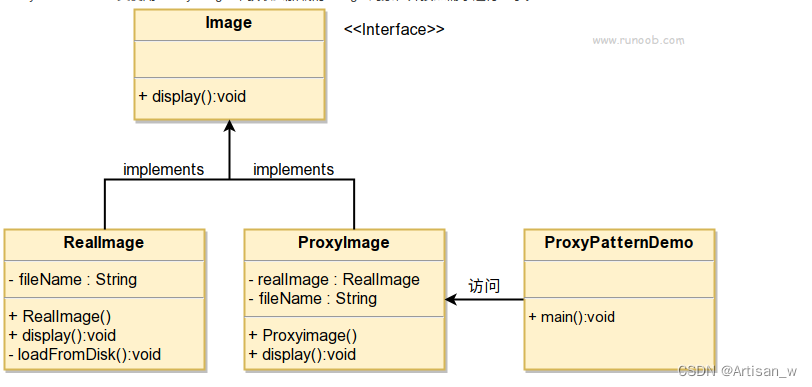 Image
<<Interface>>
www.runoob.com
+ display():void
implements
implements
RealImage
- fileName : String
+ RealImage()
+ display():void
- loadFromDisk():void
ProxyImage
- realImage : RealImage
- fileName : String
+ Proxyimage()
+ display():void
访问
ProxyPatternDemo
+ main():void
CSDN @Artisan_w